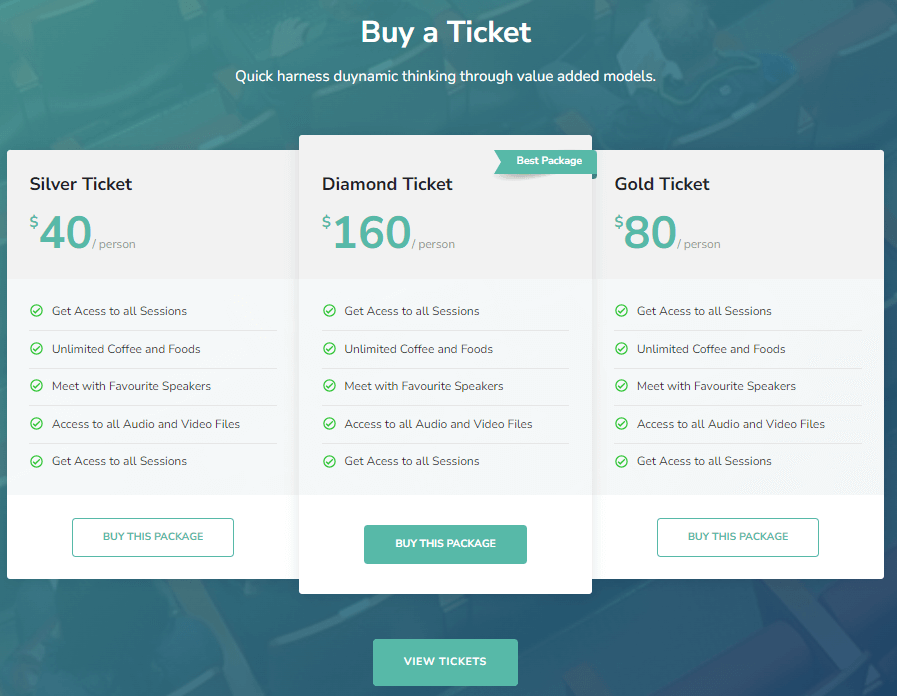 Buy a Ticket
Quick harness duynamic thinking through value added models.
Silver Ticket
$40/ person
Get Acess to all Sessions
Unlimited Coffee and Foods
Meet with Favourite Speakers
Access to all Audio and Video Files
Get Acess to all Sessions
BUY THIS PACKAGE
Best Package
Diamond Ticket
$160/ person
Get Acess to all Sessions
Unlimited Coffee and Foods
Meet with Favourite Speakers
Access to all Audio and Video Files
Get Acess to all Sessions
BUY THIS PACKAGE
Gold Ticket
$80/ person
Get Acess to all Sessions
Unlimited Coffee and Foods
Meet with Favourite Speakers
Access to all Audio and Video Files
Get Acess to all Sessions
BUY THIS PACKAGE
VIEW TICKETS